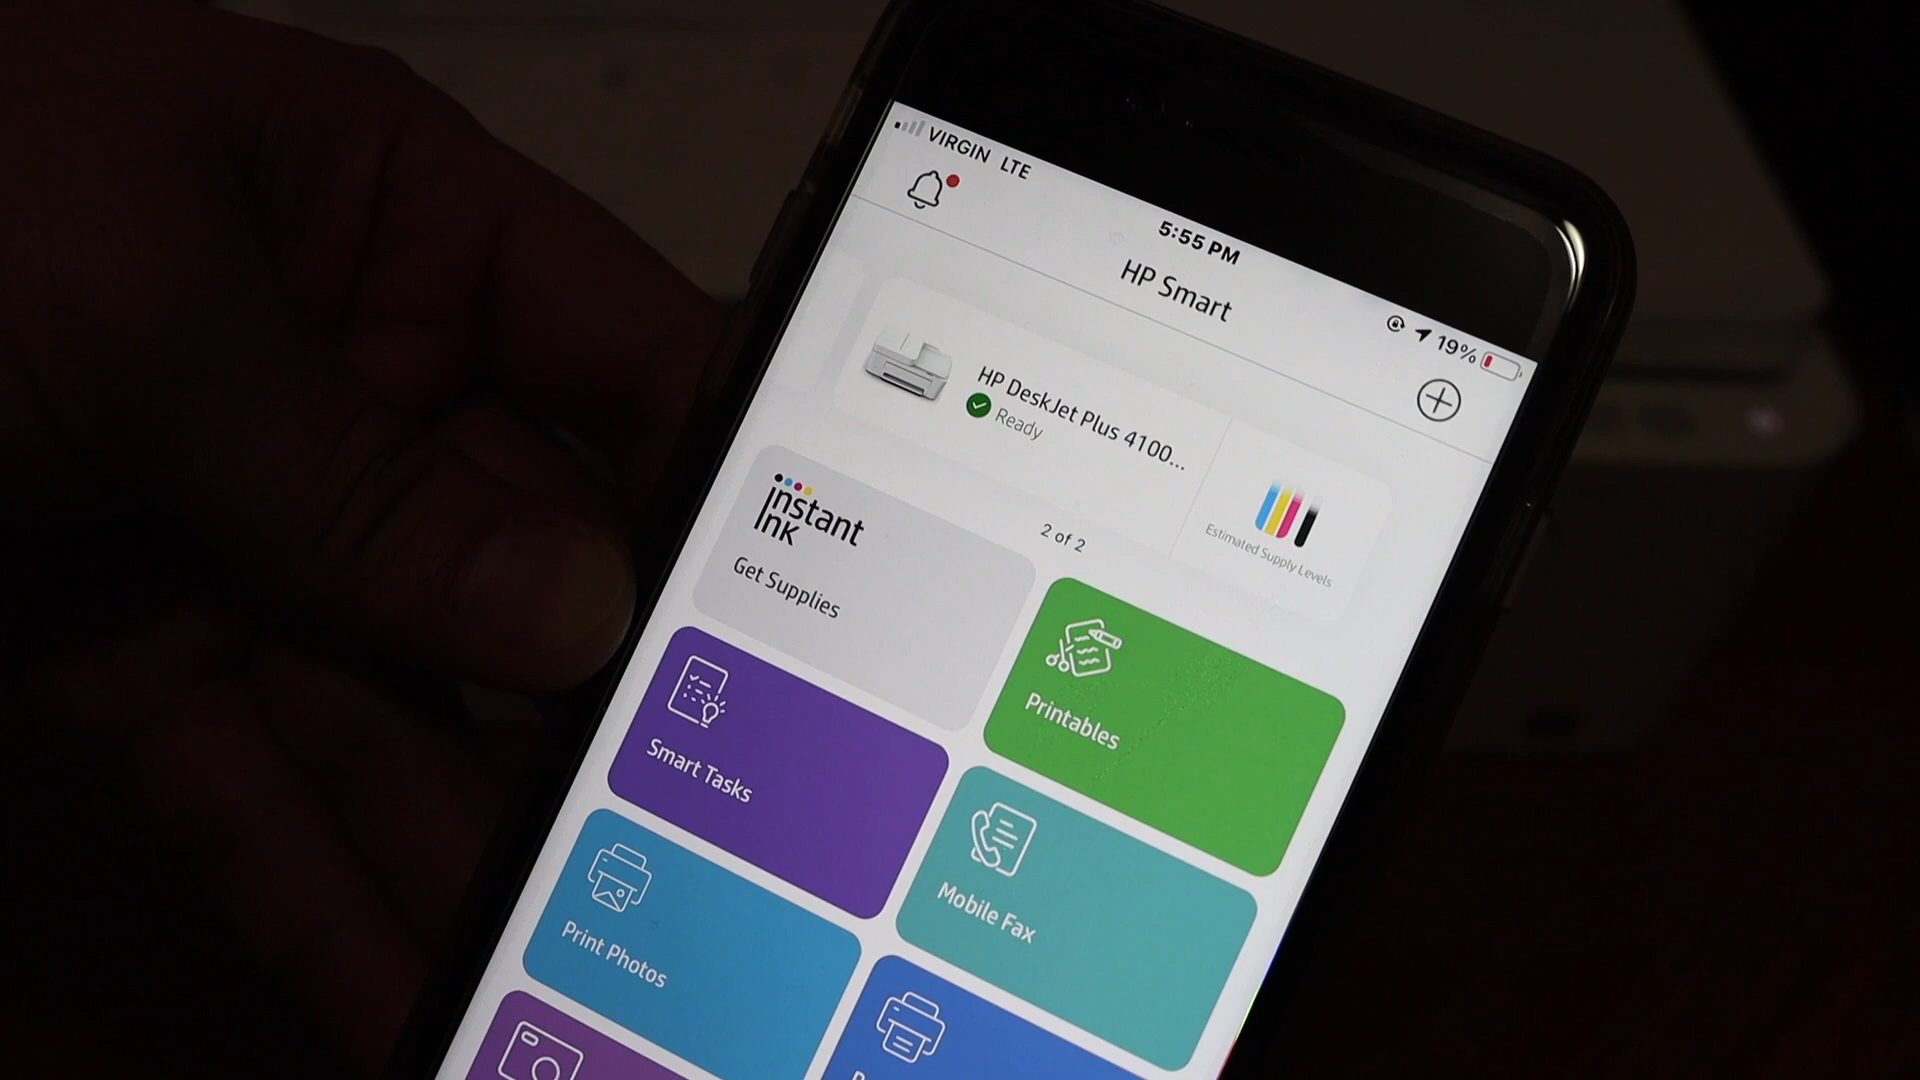 VIRGIN LTE
5:55 PM
19%
HP Smart
HP DeskJet Plus 4100...
Ready
Estimated Supply Levels
2 of 2
instant
ink
Get Supplies
Printables
Smart Tasks
Mobile Fax
Print Photos